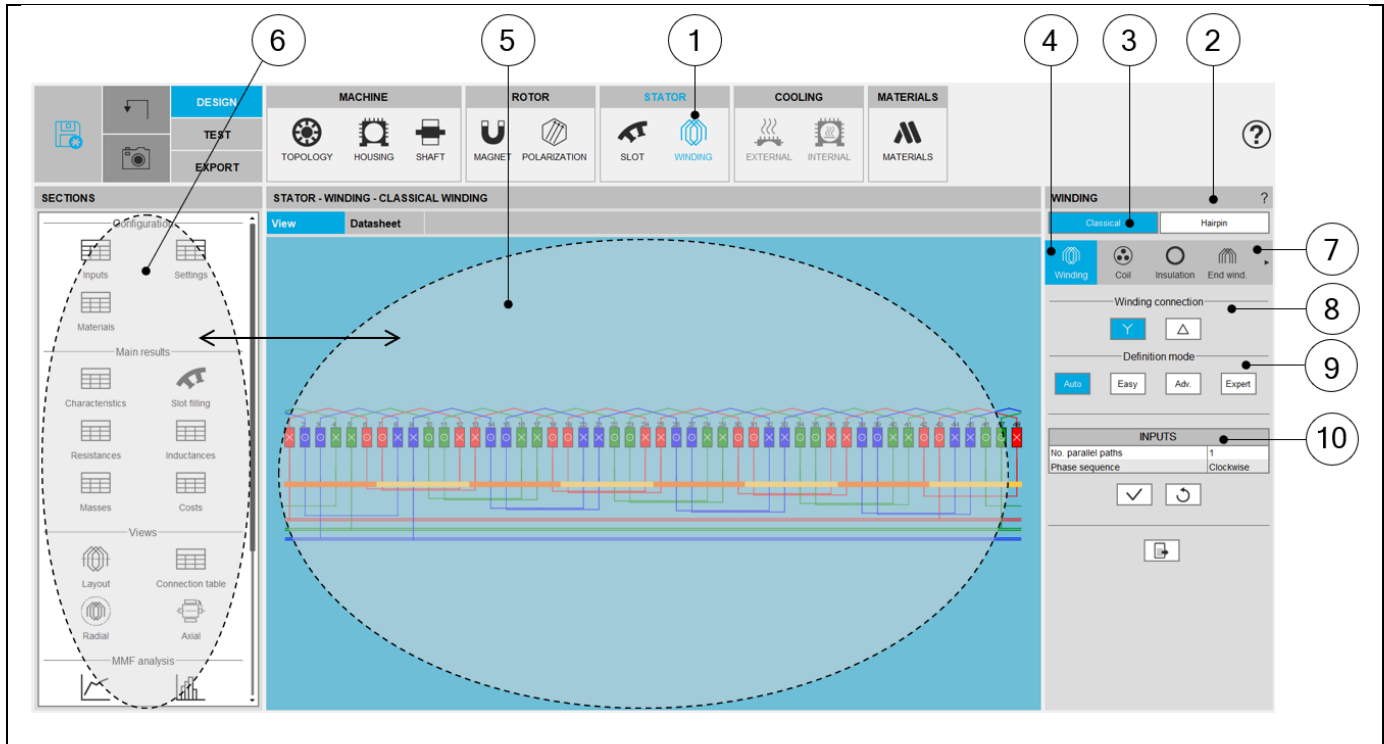 6 5 1 4 3 2
DESIGN
TEST
EXPORT
MACHINE
TOPOLOGY HOUSING SHAFT
ROTOR
MAGNET POLARIZATION
STATOR
SLOT WINDING
COOLING
EXTERNAL INTERNAL
MATERIALS
MATERIALS
?
SECTIONS
Configuration
Inputs Settings
Materials
Main results
Characteristics Slot filling
Resistances Inductances
Masses Costs
Views
Layout Connection table
Radial Axial
MMF analysis
STATOR - WINDING - CLASSICAL WINDING
View Datasheet
WINDING ?
Classical Hairpin
Winding Coil Insulation End wind.
7
Winding connection
8
Y Δ
Definition mode
9
Auto Easy Adv. Expert
INPUTS
10
No. parallel paths 1
Phase sequence Clockwise